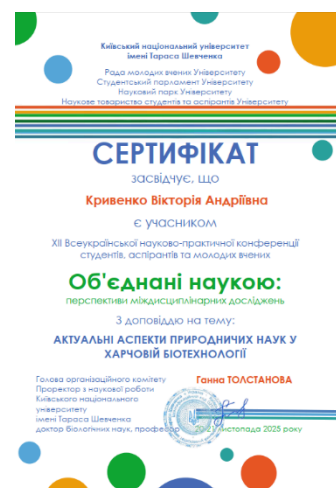 Київський національний університет
імені Тараса Шевченка
Рада молодих вчених Університету
Студентський парламент Університету
Науковий парк Університету
Наукове товариство студентів та аспірантів Університету
СЕРТИФІКАТ
засвідчує, що
Кривенко Вікторія Андріївна
є учасником
XII Всеукраїнської науково-практичної конференції
студентів, аспірантів та молодих вчених
Об'єднані наукою:
перспективи міждисциплінарних досліджень
З доповіддю на тему:
АКТУАЛЬНІ АСПЕКТИ ПРИРОДНИЧИХ НАУК У
ХАРЧОВІЙ БІОТЕХНОЛОГІЇ
Голова організаційного комітету
Проректор з наукової роботи
Київського національного
університету
імені Тараса Шевченка
доктор біологічних наук, професор
Ганна ТОЛСТАНОВА
20-21 листопада 2025 року